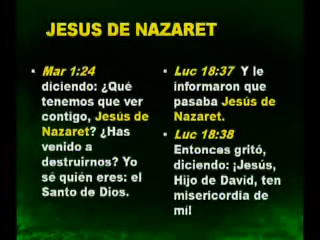 JESUS DE NAZARET
• Mar 1:24
diciendo: ¿Qué
tenemos que ver
contigo, Jesús de
Nazaret? ¿Has
venido a
destruirnos? Yo
sé quién eres: el
Santo de Dios.
• Luc 18:37 Y le
informaron que
pasaba Jesús de
Nazaret.
• Luc 18:38
Entonces gritó,
diciendo: ¡Jesús,
Hijo de David, ten
misericordia de
mí!